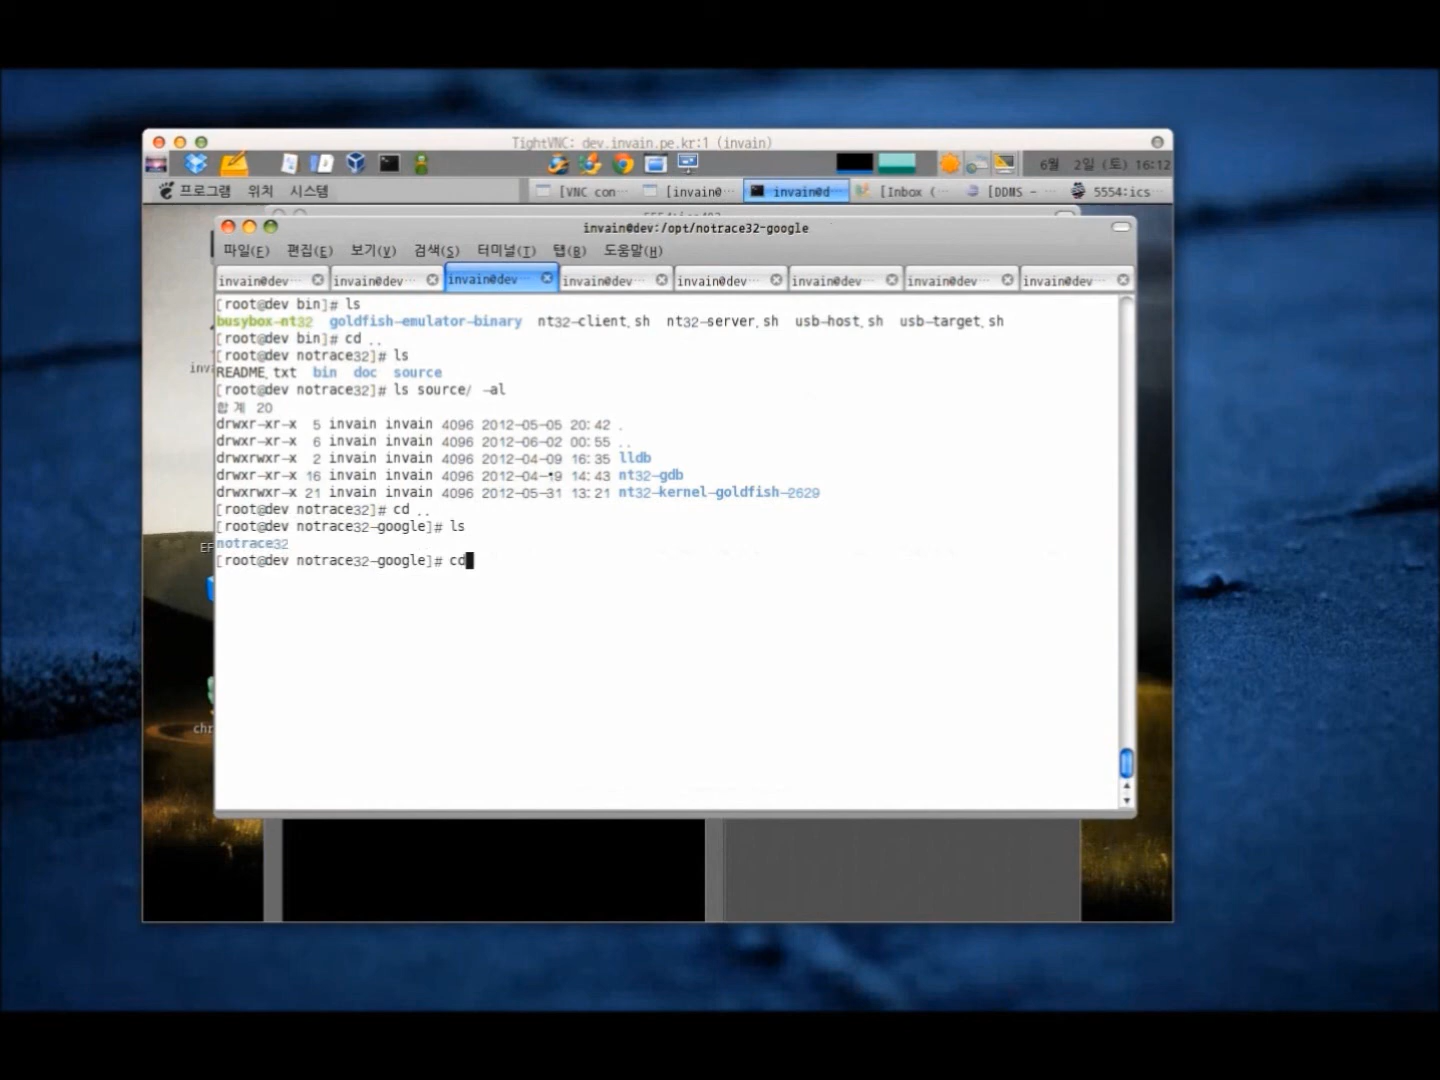 TightVNC: dev.invain.pe.kr:1 (invain)
6월 2일 (토) 16:12
프로그램 위치 시스템 [VNC con… [invain@… invain@d… [Inbox (… [DDMS - … 5554:ics…
invain@dev:/opt/notrace32-google
파일(F) 편집(E) 보기(V) 검색(S) 터미널(T) 탭(B) 도움말(H)
invain@dev… invain@dev… invain@dev… invain@dev… invain@dev… invain@dev… invain@dev… invain@dev…
[root@dev bin]# ls
busybox-nt32 goldfish-emulator-binary nt32-client.sh nt32-server.sh usb-host.sh usb-target.sh
[root@dev bin]# cd ..
[root@dev notrace32]# ls
README.txt bin doc source
[root@dev notrace32]# ls source/ -al
합계 20
drwxr-xr-x 5 invain invain 4096 2012-05-05 20:42 .
drwxr-xr-x 6 invain invain 4096 2012-06-02 00:55 ..
drwxrwxr-x 2 invain invain 4096 2012-04-09 16:35 lldb
drwxrwxr-x 16 invain invain 4096 2012-04-19 14:43 nt32-gdb
drwxrwxr-x 21 invain invain 4096 2012-05-31 13:21 nt32-kernel-goldfish-2629
[root@dev notrace32]# cd ..
[root@dev notrace32-google]# ls
notrace32
[root@dev notrace32-google]# cd